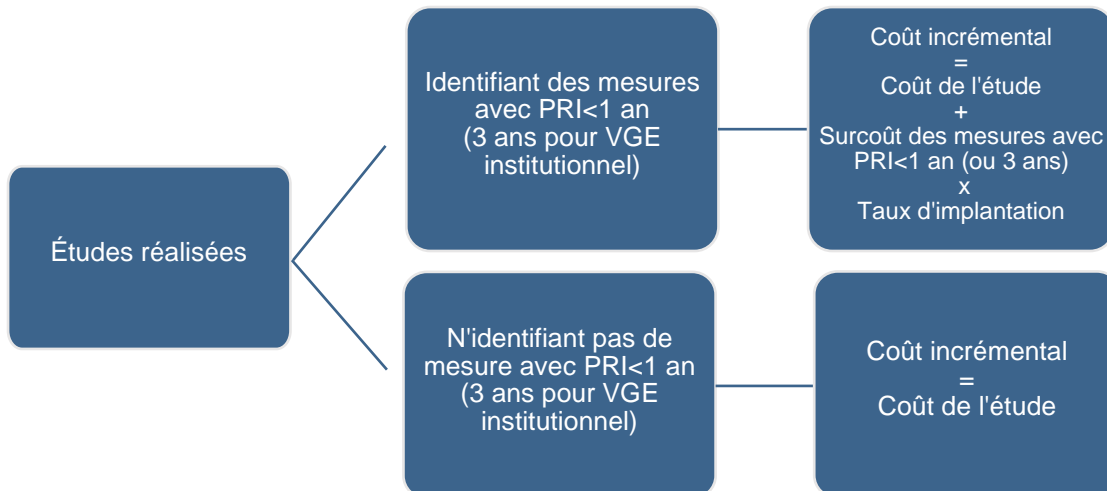 Études réalisées
Identifiant des mesures
avec PRI<1 an
(3 ans pour VGE
institutionnel)
Coût incrémental
=
Coût de l'étude
+
Surcoût des mesures avec
PRI<1 an (ou 3 ans)
x
Taux d'implantation
N'identifiant pas de
mesure avec PRI<1 an
(3 ans pour VGE
institutionnel)
Coût incrémental
=
Coût de l'étude